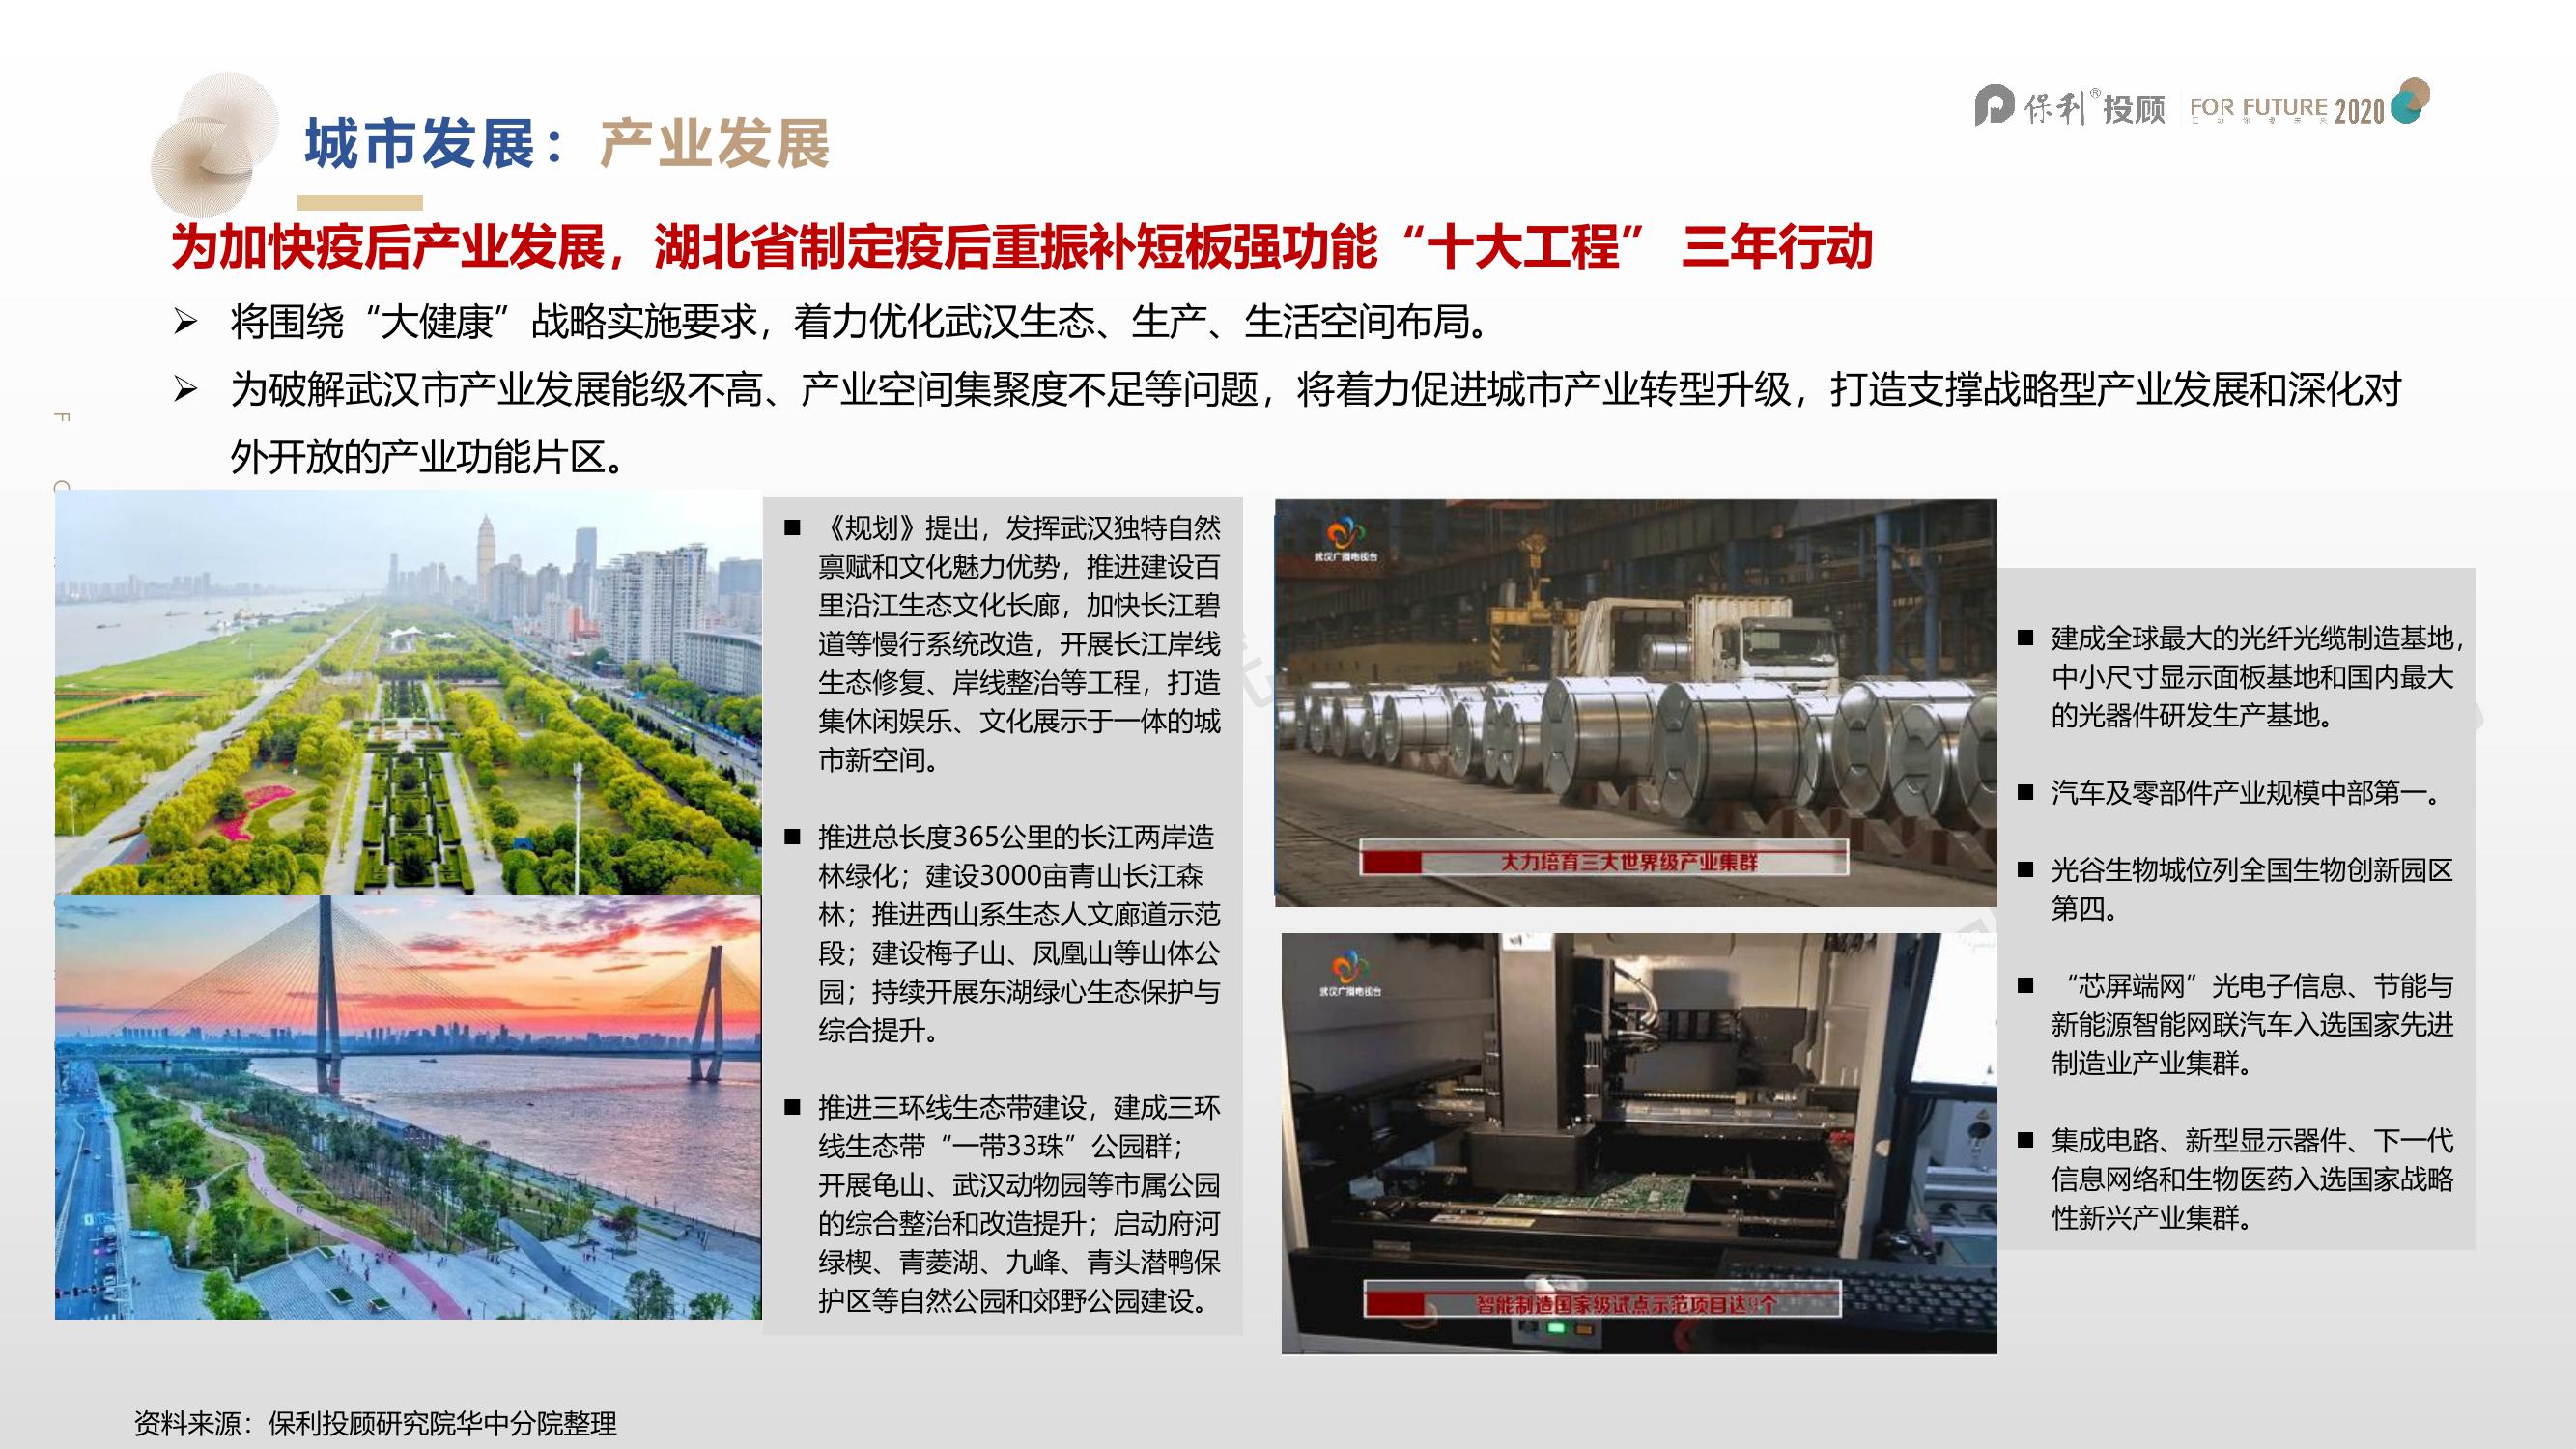 城市发展：产业发展
保利®投顾 FOR FUTURE 2020
为加快疫后产业发展，湖北省制定疫后重振补短板强功能“十大工程” 三年行动
将围绕“大健康”战略实施要求，着力优化武汉生态、生产、生活空间布局。
为破解武汉市产业发展能级不高、产业空间集聚度不足等问题，将着力促进城市产业转型升级，打造支撑战略型产业发展和深化对
外开放的产业功能片区。
《规划》提出，发挥武汉独特自然
禀赋和文化魅力优势，推进建设百
里沿江生态文化长廊，加快长江碧
道等慢行系统改造，开展长江岸线
生态修复、岸线整治等工程，打造
集休闲娱乐、文化展示于一体的城
市新空间。
推进总长度365公里的长江两岸造
林绿化；建设3000亩青山长江森
林；推进西山系生态人文廊道示范
段；建设梅子山、凤凰山等山体公
园；持续开展东湖绿心生态保护与
综合提升。
推进三环线生态带建设，建成三环
线生态带“一带33珠”公园群；
开展龟山、武汉动物园等市属公园
的综合整治和改造提升；启动府河
绿楔、青菱湖、九峰、青头潜鸭保
护区等自然公园和郊野公园建设。
武汉广播电视台
大力培育三大世界级产业集群
武汉广播电视台
智能制造国家级试点示范项目达 个
建成全球最大的光纤光缆制造基地，
中小尺寸显示面板基地和国内最大
的光器件研发生产基地。
汽车及零部件产业规模中部第一。
光谷生物城位列全国生物创新园区
第四。
“芯屏端网”光电子信息、节能与
新能源智能网联汽车入选国家先进
制造业产业集群。
集成电路、新型显示器件、下一代
信息网络和生物医药入选国家战略
性新兴产业集群。
资料来源：保利投顾研究院华中分院整理